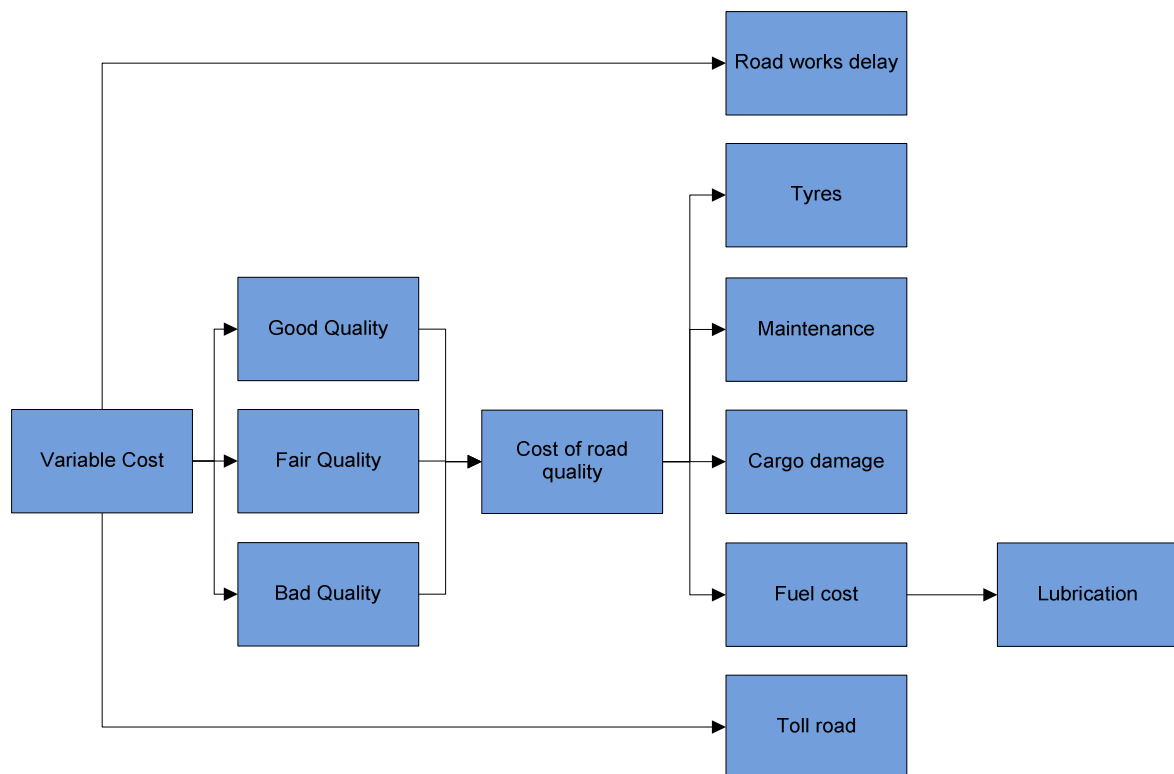 Road works delay
Tyres
Good Quality
Maintenance
Variable Cost
Fair Quality
Cost of road
quality
Cargo damage
Bad Quality
Fuel cost
Lubrication
Toll road